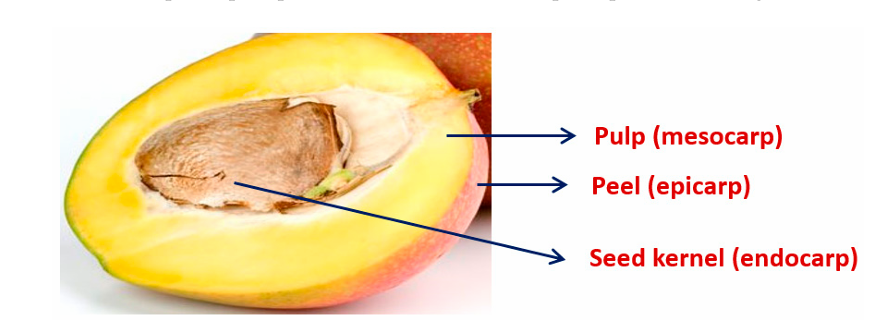 Pulp (mesocarp)
Peel (epicarp)
Seed kernel (endocarp)